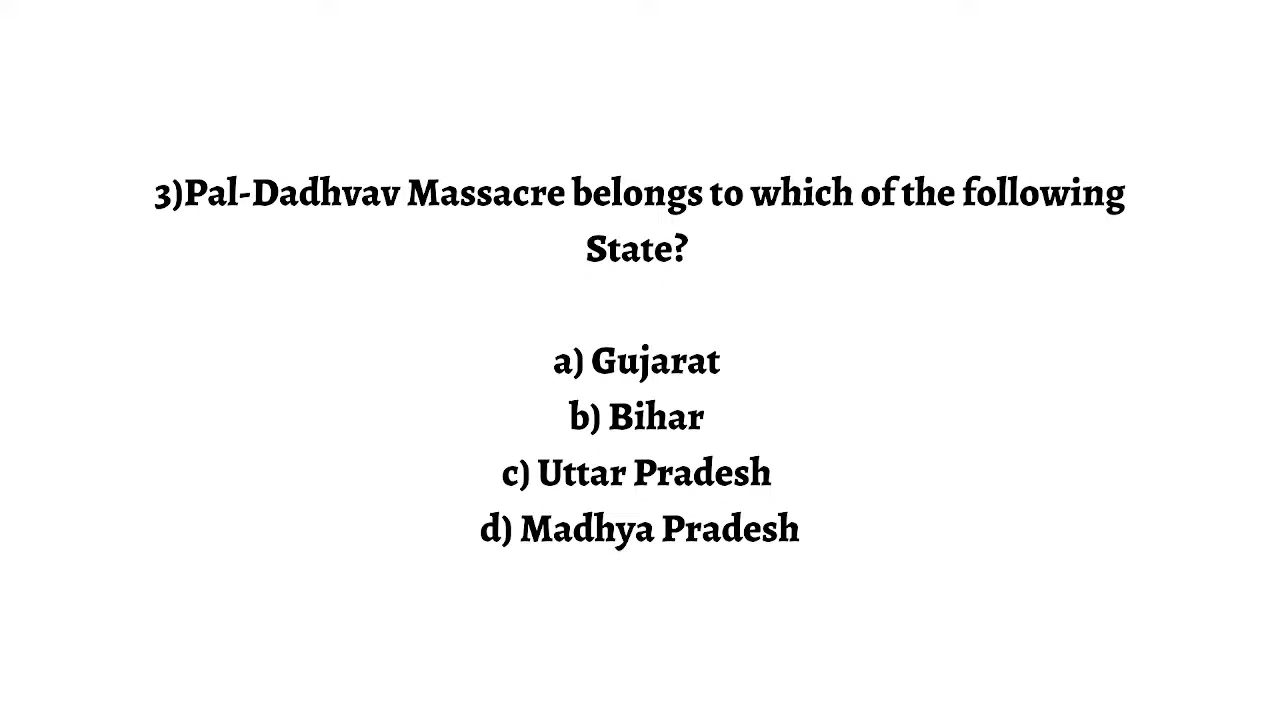 3)Pal-Dadhvav Massacre belongs to which of the following
State?
a) Gujarat
b) Bihar
c) Uttar Pradesh
d) Madhya Pradesh